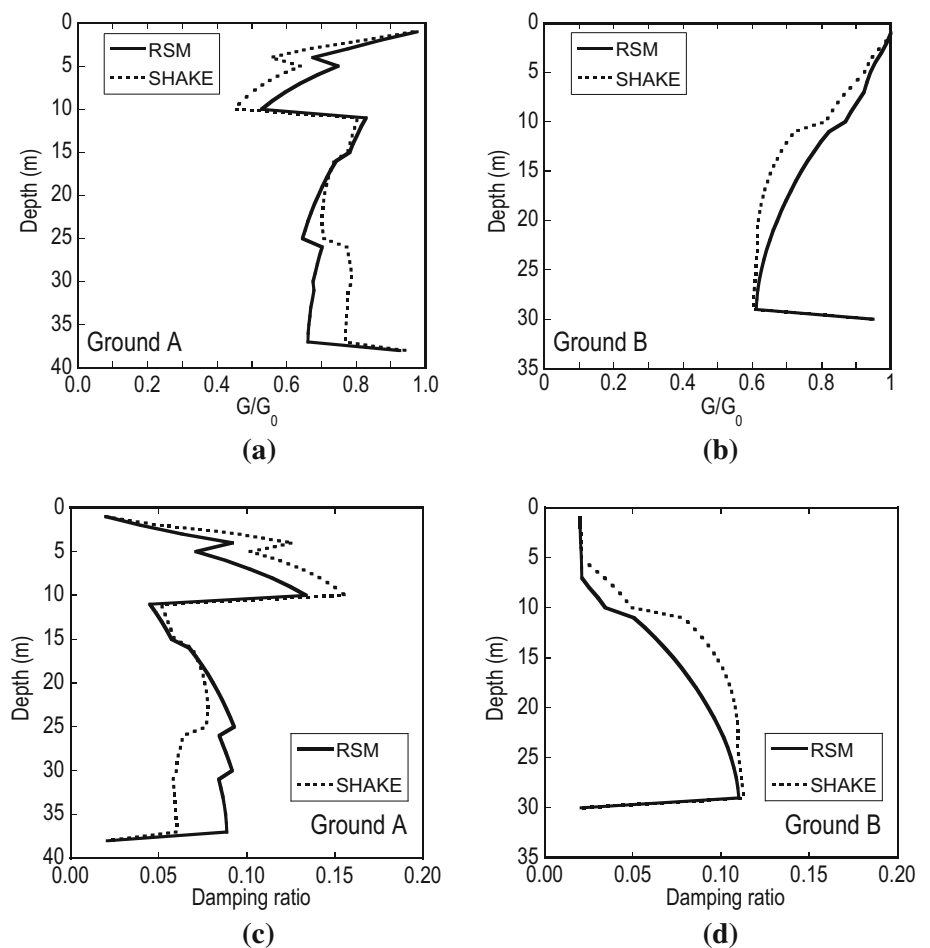 0
5
10
15
20
25
30
35
40
Depth (m)
RSM
SHAKE
Ground A
0.0 0.2 0.4 0.6 0.8 1.0
G/G₀
(a)
0
5
10
15
20
25
30
35
Depth (m)
RSM
SHAKE
Ground B
0 0.2 0.4 0.6 0.8 1
G/G₀
(b)
0
5
10
15
20
25
30
35
40
Depth (m)
RSM
SHAKE
Ground A
0.00 0.05 0.10 0.15 0.20
Damping ratio
(c)
0
5
10
15
20
25
30
35
Depth (m)
RSM
SHAKE
Ground B
0.00 0.05 0.10 0.15 0.20
Damping ratio
(d)